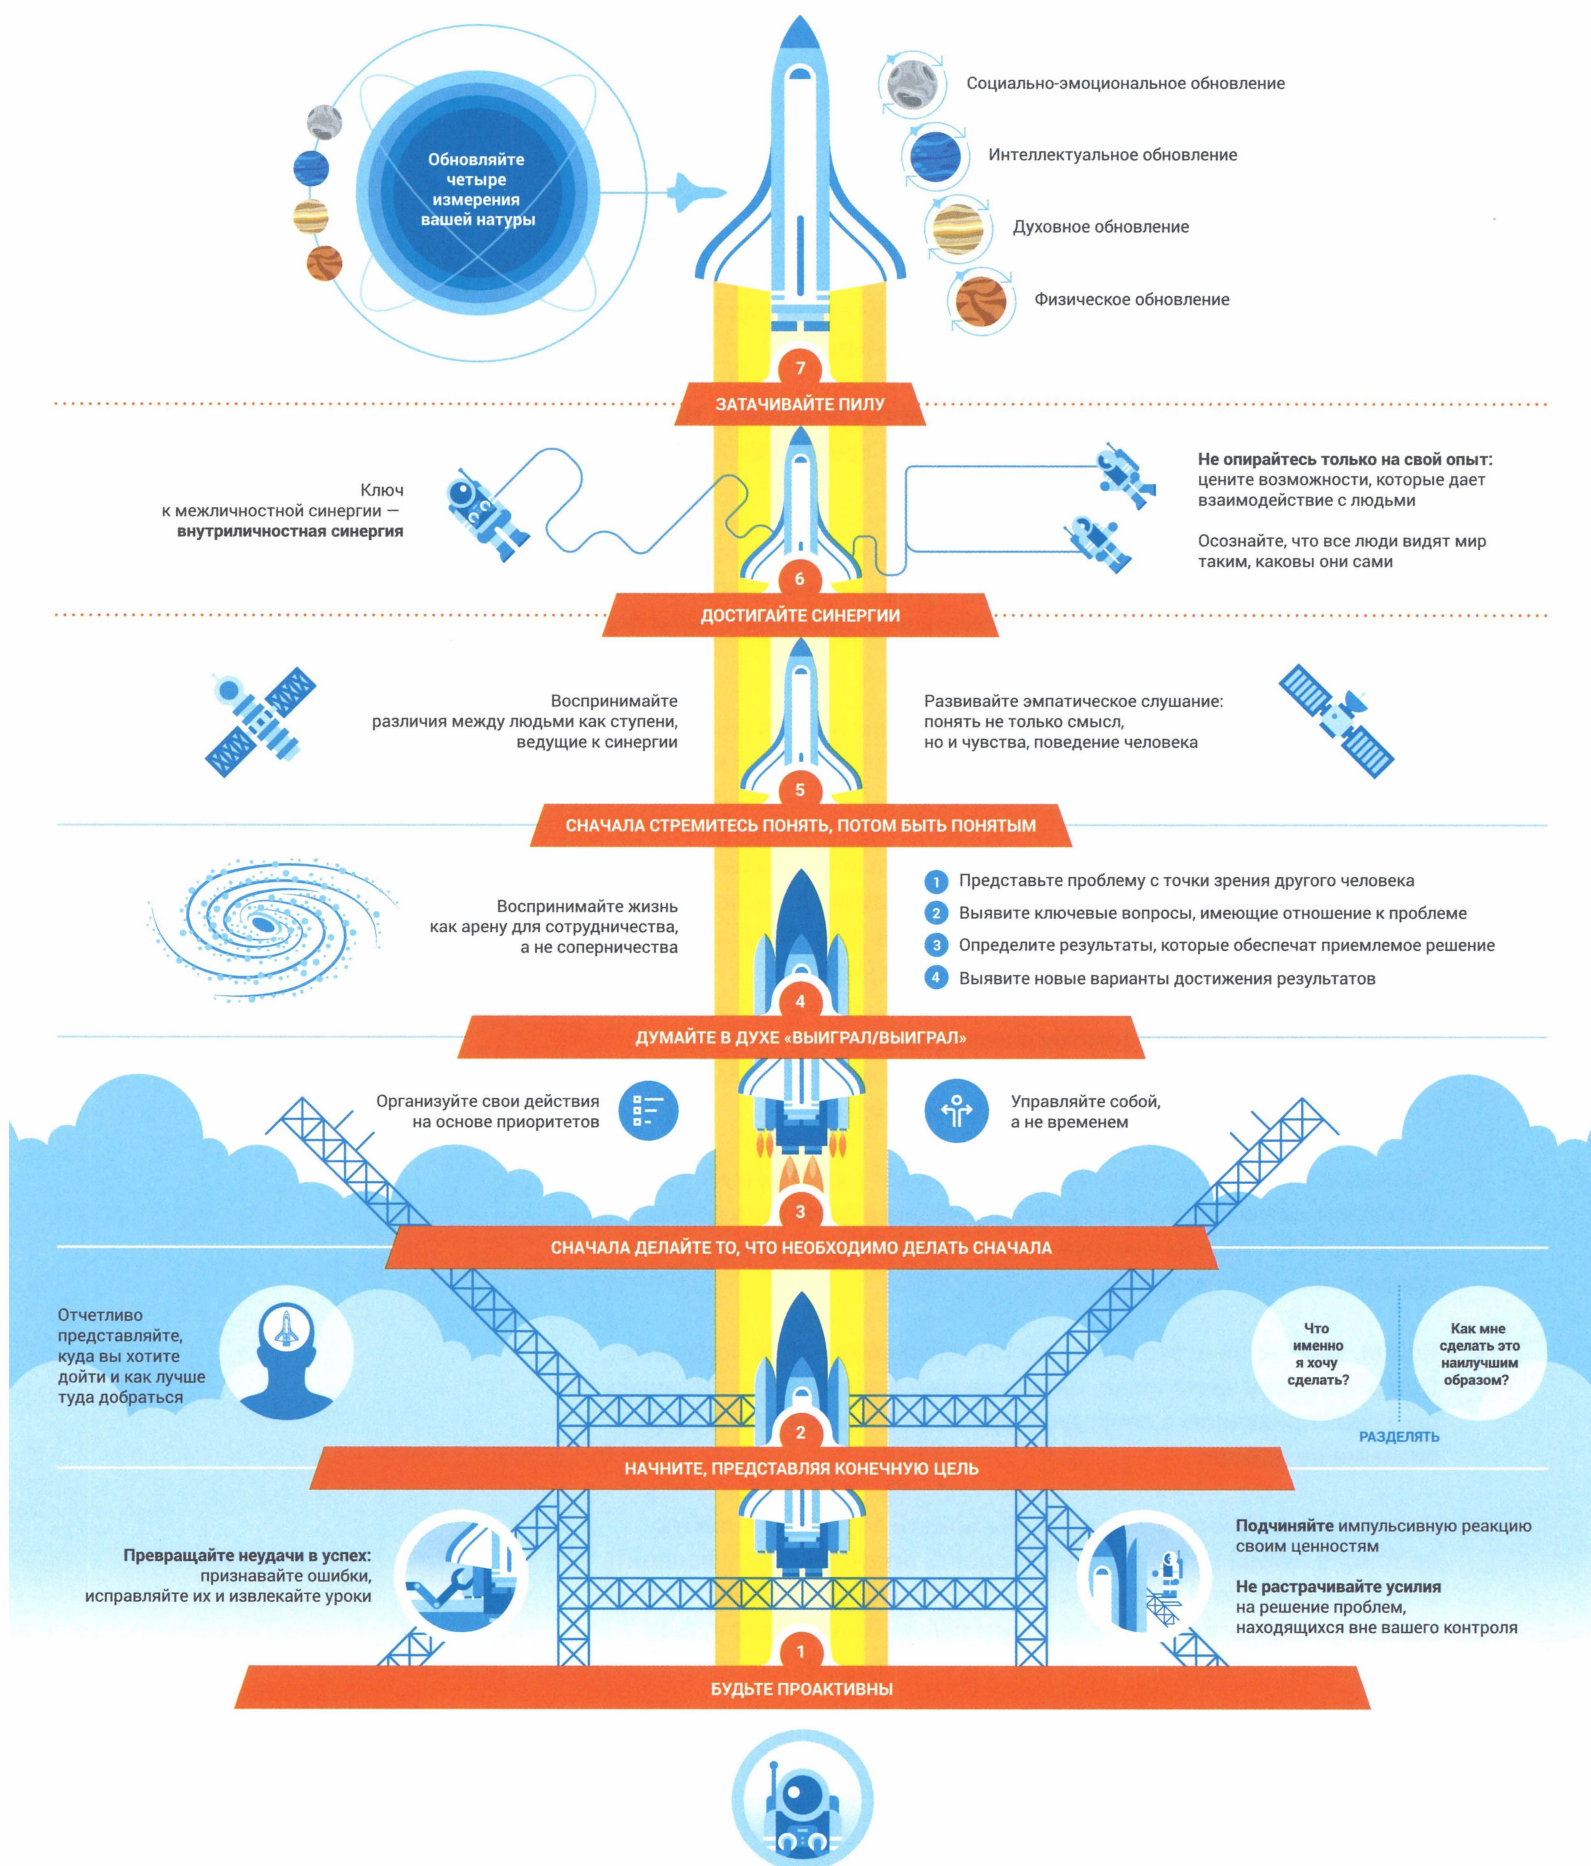 Обновляйте
четыре
измерения
вашей натуры
Социально-эмоциональное обновление
Интеллектуальное обновление
Духовное обновление
Физическое обновление
7
ЗАТАЧИВАЙТЕ ПИЛУ
Ключ
к межличностной синергии —
внутриличностная синергия
Не опирайтесь только на свой опыт:
цените возможности, которые дает
взаимодействие с людьми
Осознайте, что все люди видят мир
таким, каковы они сами
6
ДОСТИГАЙТЕ СИНЕРГИИ
Воспринимайте
различия между людьми как ступени,
ведущие к синергии
Развивайте эмпатическое слушание:
понять не только смысл,
но и чувства, поведение человека
5
СНАЧАЛА СТРЕМИТЕСЬ ПОНЯТЬ, ПОТОМ БЫТЬ ПОНЯТЫМ
Воспринимайте жизнь
как арену для сотрудничества,
а не соперничества
1 Представьте проблему с точки зрения другого человека
2 Выявите ключевые вопросы, имеющие отношение к проблеме
3 Определите результаты, которые обеспечат приемлемое решение
4 Выявите новые варианты достижения результатов
4
ДУМАЙТЕ В ДУХЕ «ВЫИГРАЛ/ВЫИГРАЛ»
Организуйте свои действия
на основе приоритетов
Управляйте собой,
а не временем
3
СНАЧАЛА ДЕЛАЙТЕ ТО, ЧТО НЕОБХОДИМО ДЕЛАТЬ СНАЧАЛА
Отчетливо
представляйте,
куда вы хотите
дойти и как лучше
туда добраться
Что
именно
я хочу
сделать?
Как мне
сделать это
наилучшим
образом?
РАЗДЕЛЯТЬ
2
НАЧНИТЕ, ПРЕДСТАВЛЯЯ КОНЕЧНУЮ ЦЕЛЬ
Превращайте неудачи в успех:
признавайте ошибки,
исправляйте их и извлекайте уроки
Подчиняйте импульсивную реакцию
своим ценностям
Не растрачивайте усилия
на решение проблем,
находящихся вне вашего контроля
1
БУДЬТЕ ПРОАКТИВНЫ